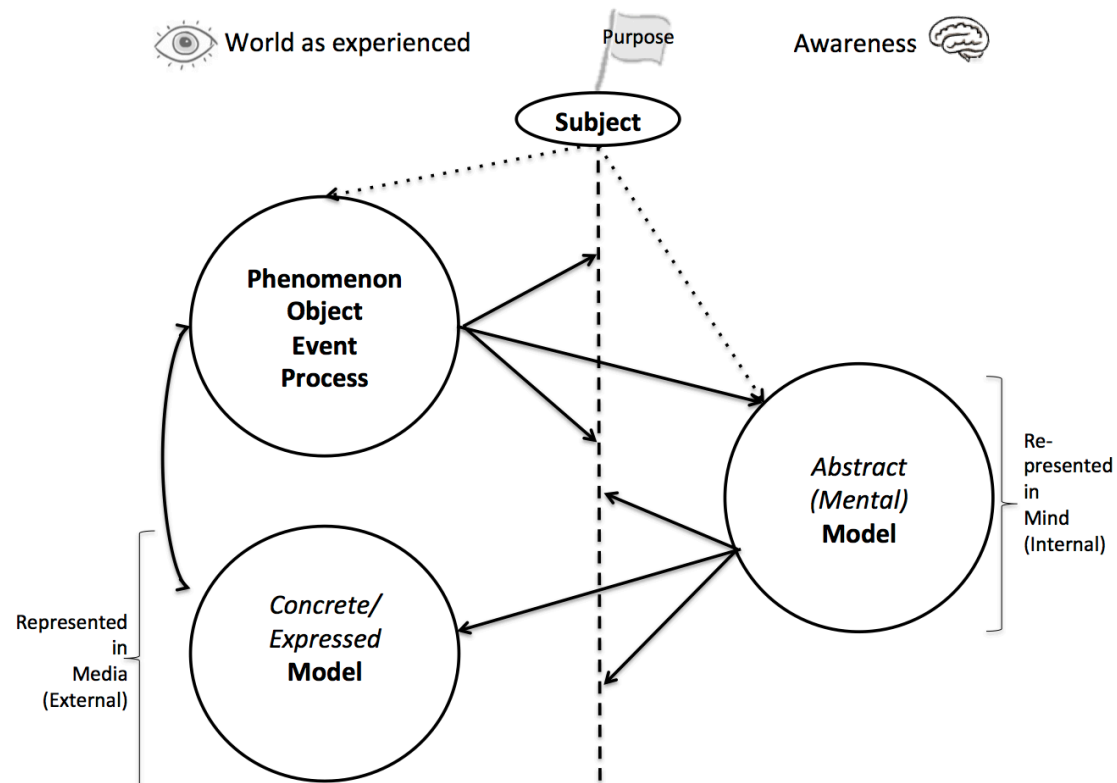 World as experienced
Purpose
Awareness
Subject
Phenomenon
Object
Event
Process
Abstract
(Mental)
Model
Re-
presented
in
Mind
(Internal)
Concrete/
Expressed
Model
Represented
in
Media
(External)